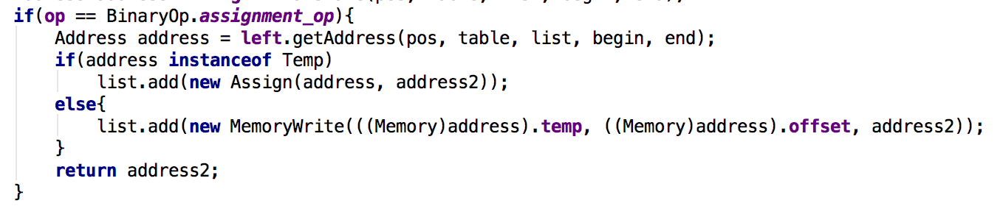 if(op == BinaryOp.assignment_op){
Address address = left.getAddress(pos, table, list, begin, end);
if(address instanceof Temp)
list.add(new Assign(address, address2));
else{
list.add(new MemoryWrite(((Memory)address).temp, ((Memory)address).offset, address2));
}
return address2;
}